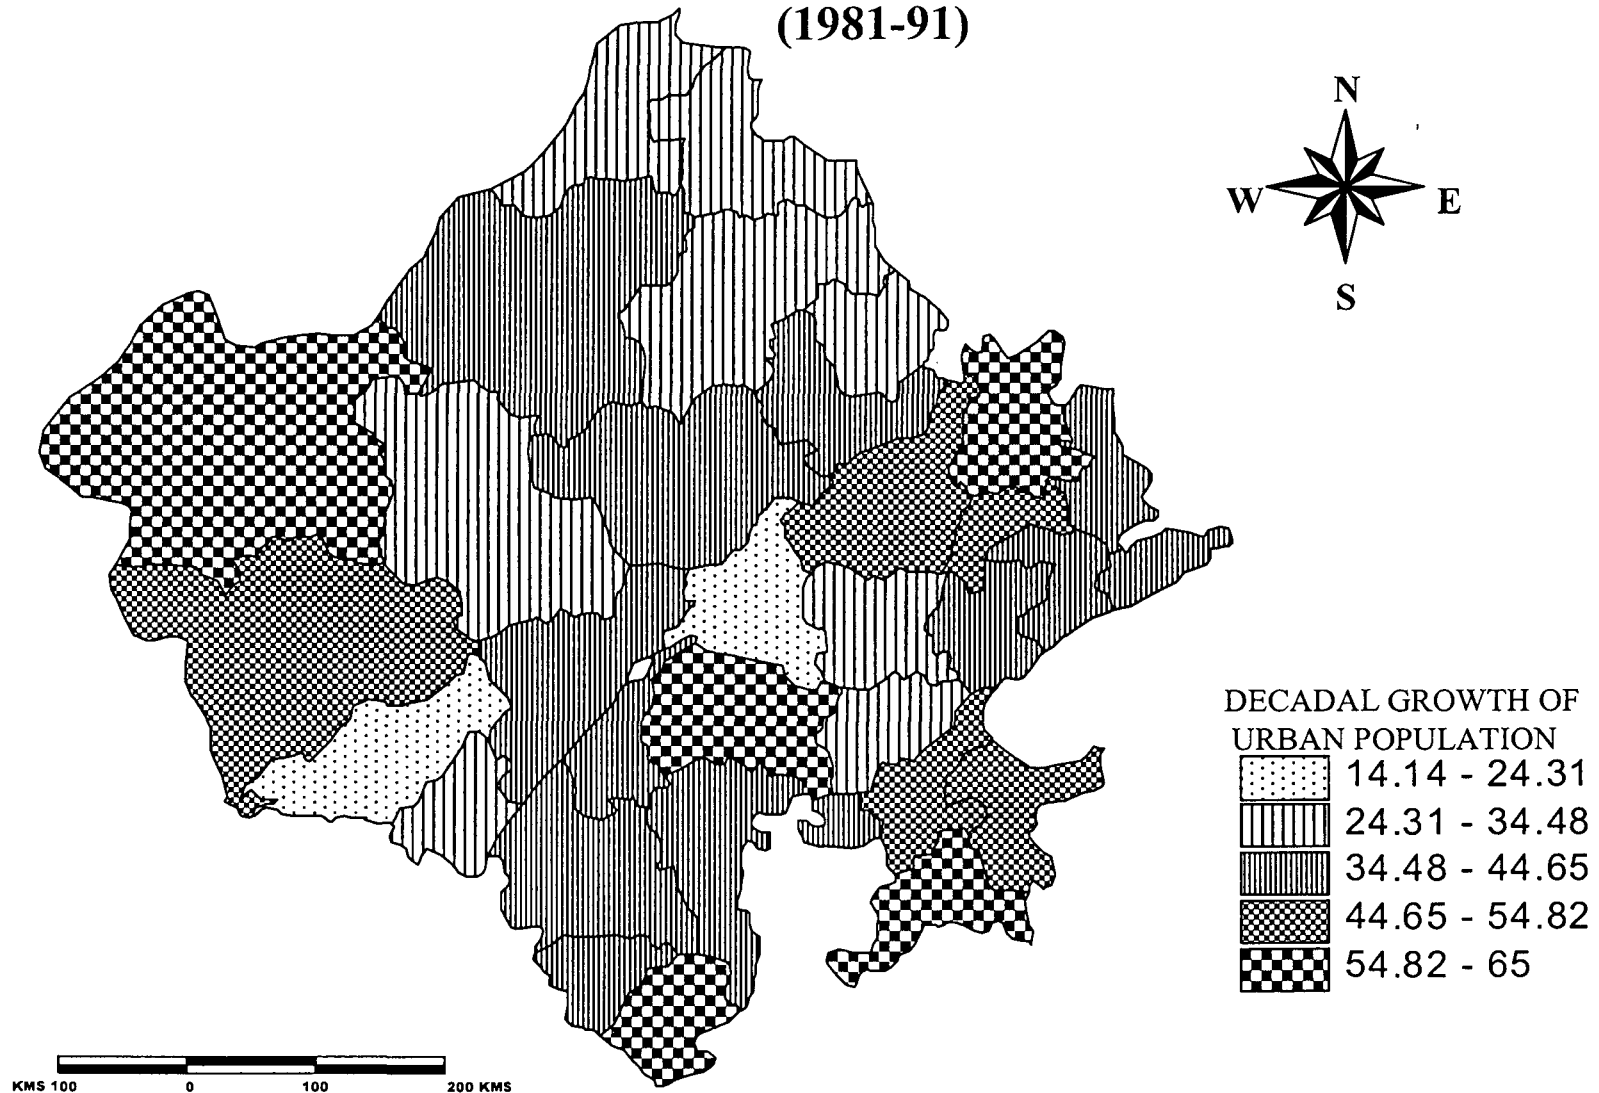 (1981-91)
N
W
E
S
DECADAL GROWTH OF
URBAN POPULATION
14.14 - 24.31
24.31 - 34.48
34.48 - 44.65
44.65 - 54.82
54.82 - 65
KMS 100 0 100 200 KMS